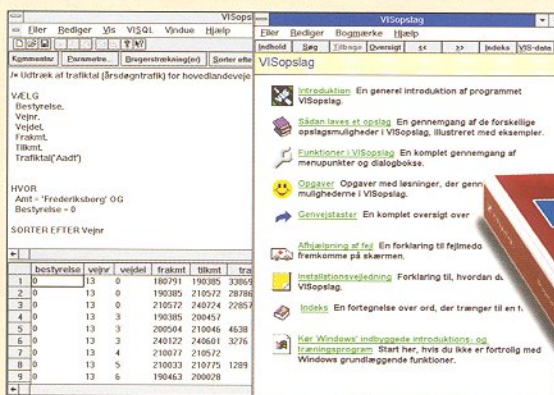 VISops
Filer Rediger Vis VISQL Vindue Hjælp
Kommentar Parametre... Brugerstrækning(er) Sorter efte
/* Udtræk af trafiktal (årsdøgntrafik) for hovedlandeveje
VÆLG
Bestyrelse,
Vejnr,
Vejdel,
Frakmt,
Tilkmt,
Trafiktal('Aadt')
HVOR
Amt = 'Frederiksborg' OG
Bestyrelse = 0
SORTER EFTER Vejnr
bestyrelse vejnr vejdel frakmt tilkmt tra
1 0 13 0 180791 190385 33869
2 0 13 0 190385 210572 28786
3 0 13 0 210572 240224 22857
4 0 13 3 190385 200457
5 0 13 3 200504 210046 4638
6 0 13 3 240122 240601 3276
7 0 13 4 210077 210572
8 0 13 5 210033 210775 1289
9 0 13 6 190463 200028
VISopslag
Filer Rediger Bogmærke Hjælp
Indhold Søg Tilbage Oversigt << >> Indeks VIS-data
VISopslag
Introduktion En generel introduktion af programmet
VISopslag.
Sådan laves et opslag En gennemgang af de forskellige
opslagsmuligheder i VISopslag, illustreret med eksempler.
Funktioner i VISopslag En komplet gennemgang af
menupunkter og dialogbokse.
Opgaver Opgaver med løsninger, der genn
mulighederne i VISopslag.
Genvejstaster En komplet oversigt over
Afhjælpning af fejl En forklaring til fejlmedo
fremkomme på skærmen.
Installationsvejledning Forklaring til, hvordan du
VISopslag.
Indeks En fortegnelse over ord, der trænger til en f
Kør Windows' indbyggede introduktions- og
træningsprogram Start her, hvis du ikke er fortrolig med
Windows grundlæggende funktioner.